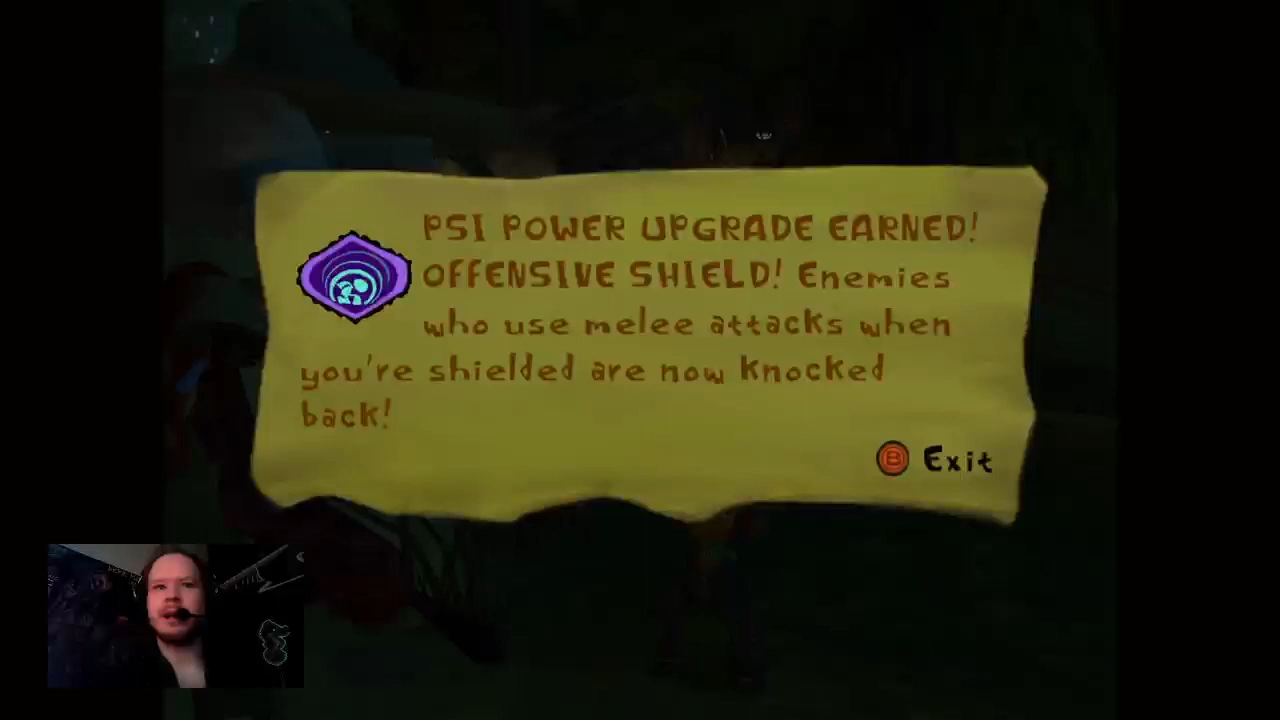 PSI POWER UPGRADE EARNED!
OFFENSIVE SHIELD! Enemies
who use melee attacks when
you're shielded are now knocked
back!
B Exit